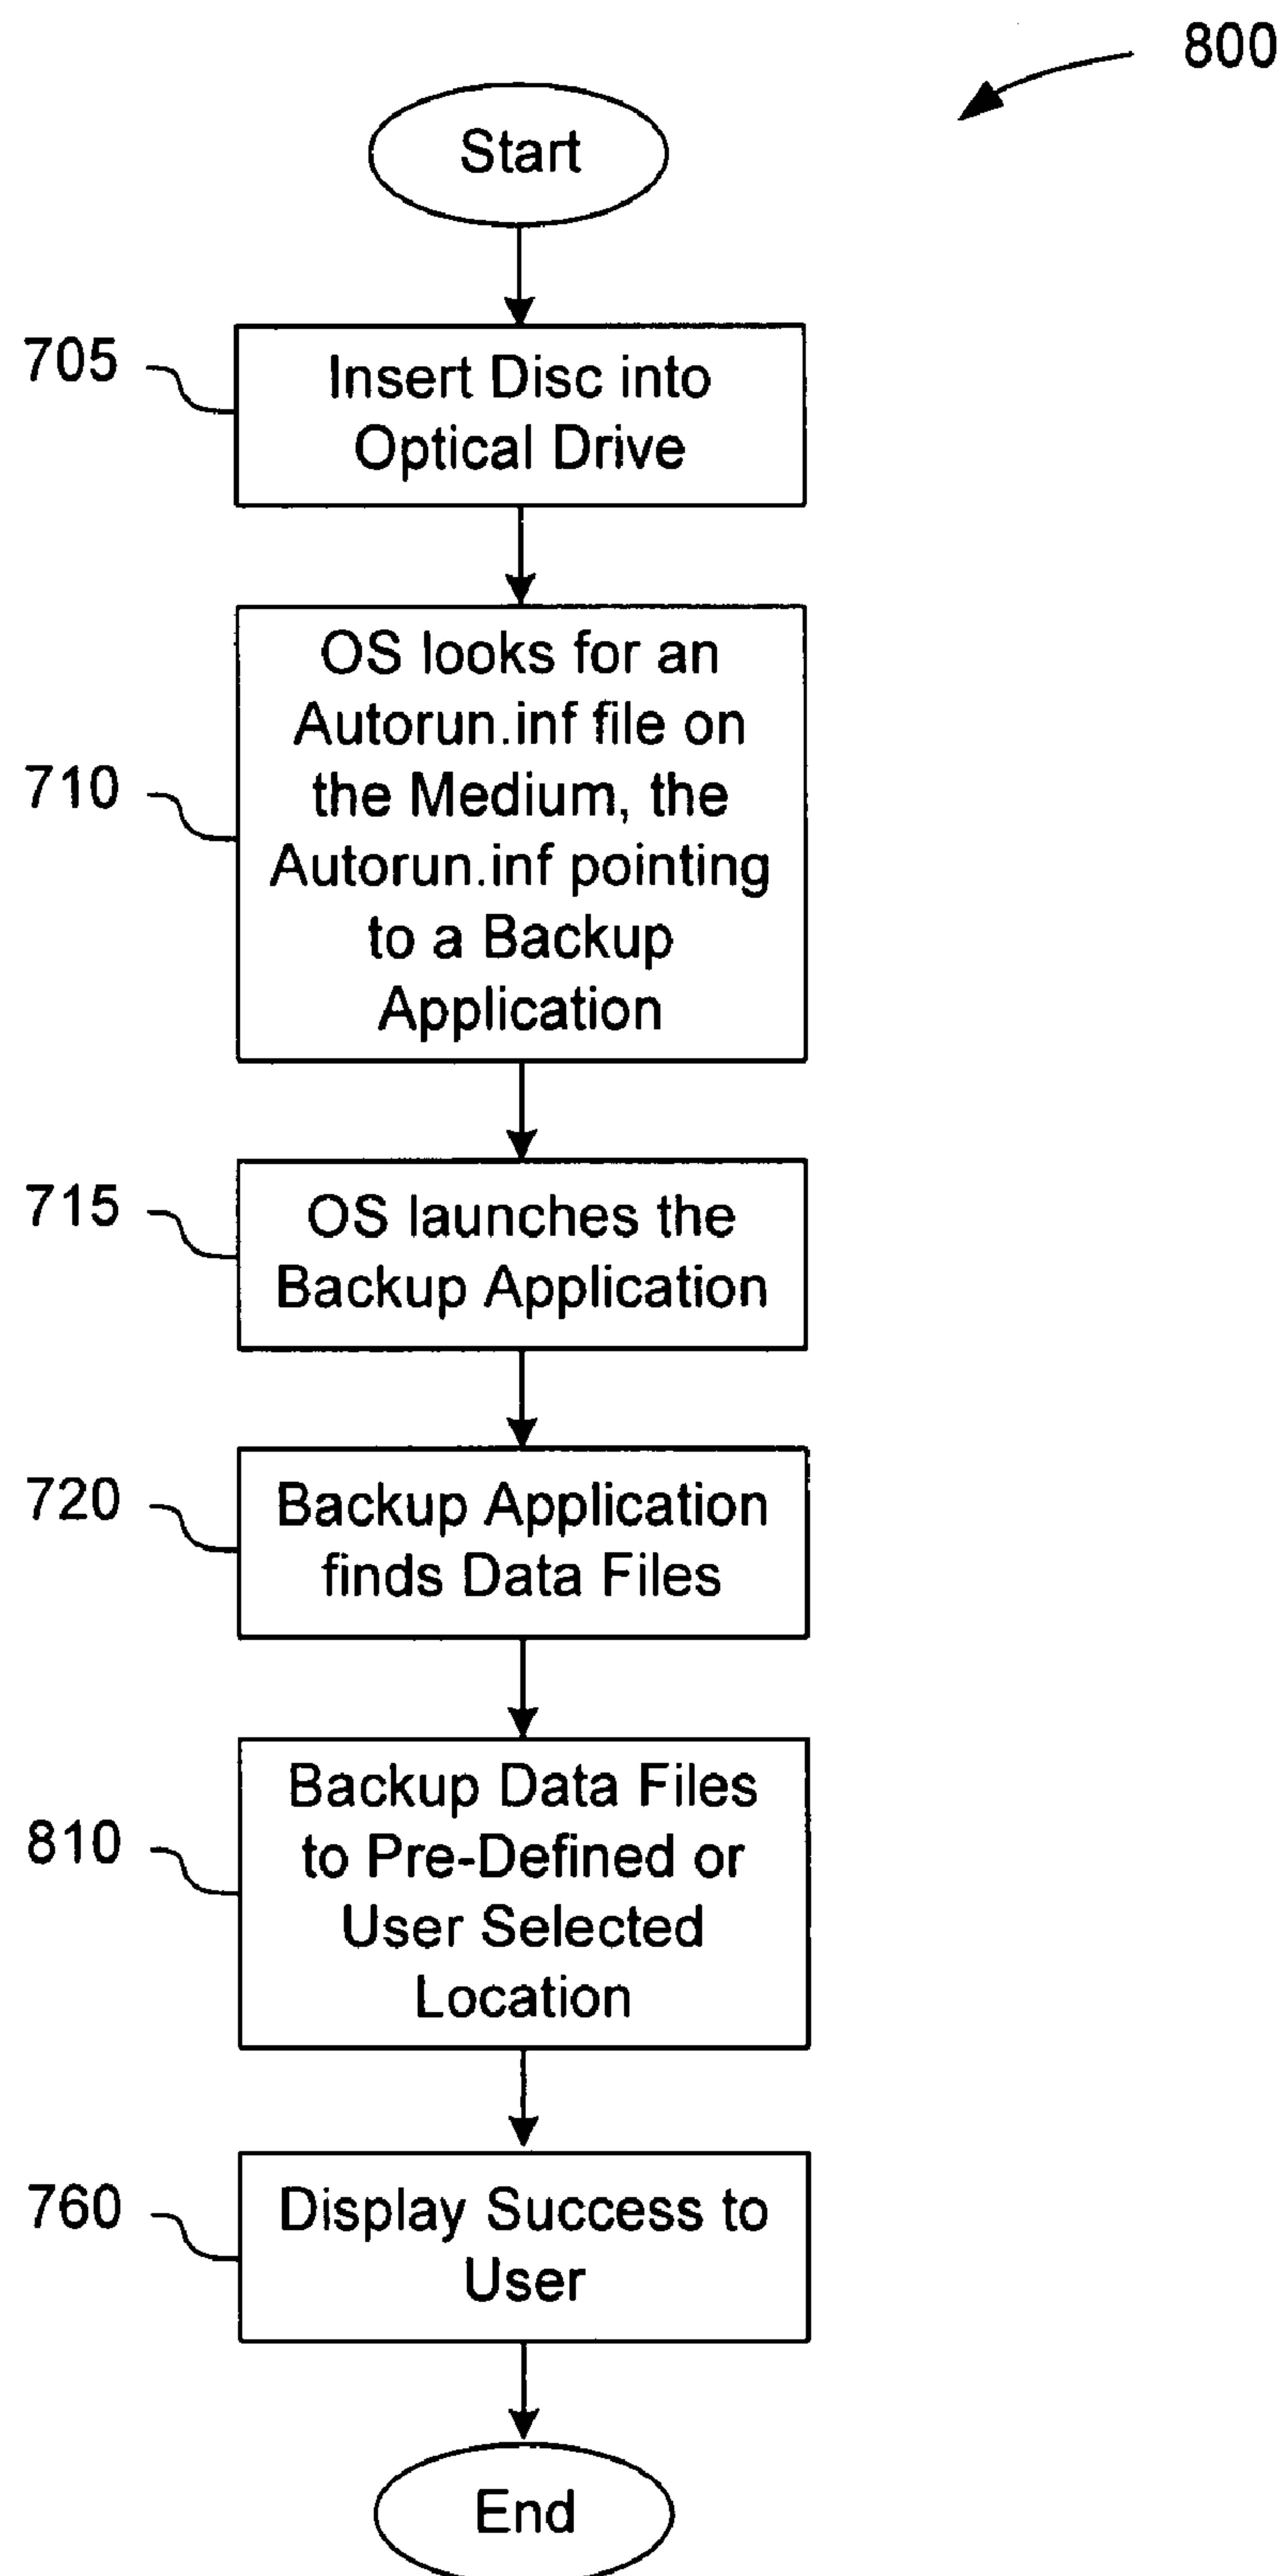 800
Start
705
Insert Disc into
Optical Drive
710
OS looks for an
Autorun.inf file on
the Medium, the
Autorun.inf pointing
to a Backup
Application
715
OS launches the
Backup Application
720
Backup Application
finds Data Files
810
Backup Data Files
to Pre-Defined or
User Selected
Location
760
Display Success to
User
End